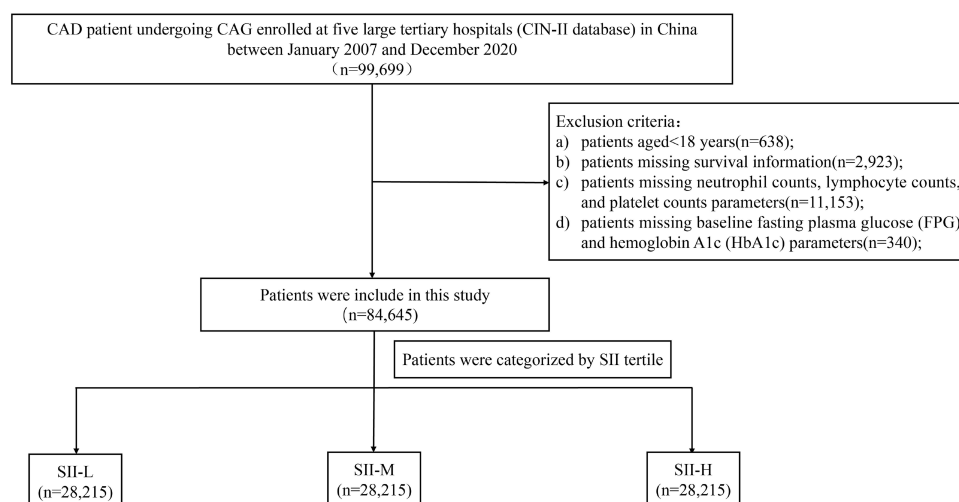 CAD patient undergoing CAG enrolled at five large tertiary hospitals (CIN-II database) in China
between January 2007 and December 2020
（n=99,699）
Exclusion criteria：
a) patients aged<18 years(n=638);
b) patients missing survival information(n=2,923);
c) patients missing neutrophil counts, lymphocyte counts,
and platelet counts parameters(n=11,153);
d) patients missing baseline fasting plasma glucose (FPG)
and hemoglobin A1c (HbA1c) parameters(n=340);
Patients were include in this study
(n=84,645)
Patients were categorized by SII tertile
SII-L
(n=28,215)
SII-M
(n=28,215)
SII-H
(n=28,215)